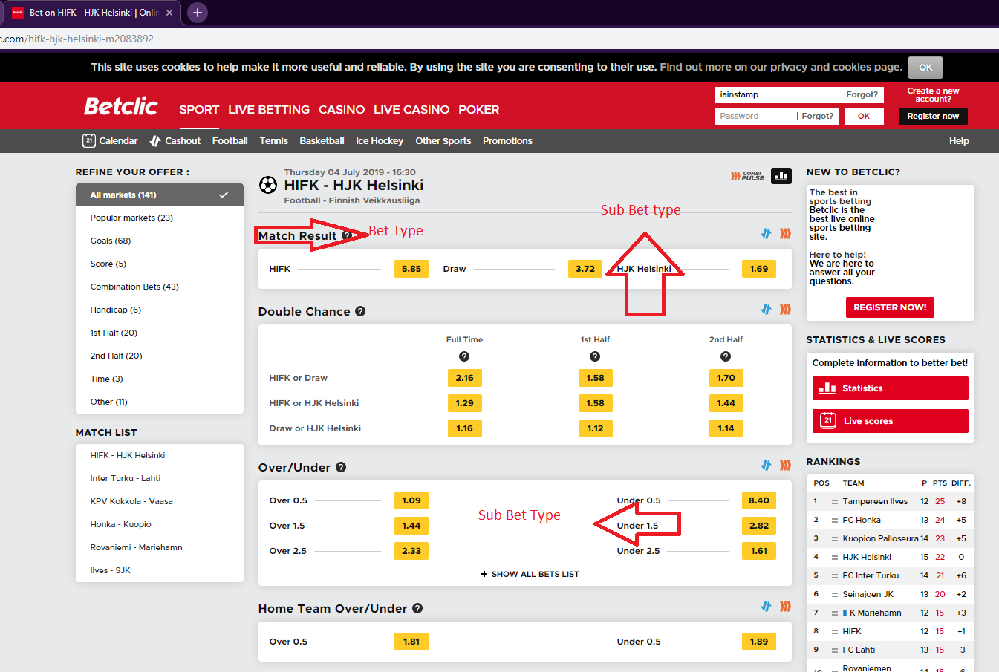 Bet on HIFK - HJK Helsinki | Onlin
c.com/hifk-hjk-helsinki-m2083892
This site uses cookies to help make it more useful and reliable. By using the site you are consenting to their use. Find out more on our privacy and cookies page. OK
Betclic SPORT LIVE BETTING CASINO LIVE CASINO POKER
iainstamp Forgot?
Password Forgot? OK
Create a new
account?
Register now
21 Calendar Cashout Football Tennis Basketball Ice Hockey Other Sports Promotions Help
REFINE YOUR OFFER :
All markets (141)
Popular markets (23)
Goals (68)
Score (5)
Combination Bets (43)
Handicap (6)
1st Half (20)
2nd Half (20)
Time (3)
Other (11)
MATCH LIST
HIFK - HJK Helsinki
Inter Turku - Lahti
KPV Kokkola - Vaasa
Honka - Kuopio
Rovaniemi - Mariehamn
Ilves - SJK
Thursday 04 July 2019 - 16:30
HIFK - HJK Helsinki
Football - Finnish Veikkausliiga
COMBI
PULSE
Sub Bet type
Match Result ? Bet Type
HIFK 5.85 Draw 3.72 HJK Helsinki 1.69
Double Chance ?
Full Time 1st Half 2nd Half
? ? ?
HIFK or Draw 2.16 1.58 1.70
HIFK or HJK Helsinki 1.29 1.58 1.44
Draw or HJK Helsinki 1.16 1.12 1.14
Over/Under ?
Over 0.5 1.09 Under 0.5 8.40
Sub Bet Type
Over 1.5 1.44 Under 1.5 2.82
Over 2.5 2.33 Under 2.5 1.61
+ SHOW ALL BETS LIST
Home Team Over/Under ?
Over 0.5 1.81 Under 0.5 1.89
NEW TO BETCLIC?
The best in
sports betting
Betclic is the
best live online
sports betting
site.
Here to help!
We are here to
answer all your
questions.
REGISTER NOW!
STATISTICS & LIVE SCORES
Complete information to better bet!
Statistics
21 Live scores
RANKINGS
POS TEAM P PTS DIFF.
1 = Tampereen Ilves 12 25 +8
2 = FC Honka 13 24 +5
3 = Kuopion Palloseura 14 23 +5
4 = HJK Helsinki 15 22 0
5 = FC Inter Turku 14 21 +6
6 = Seinajoen JK 13 20 +2
7 = IFK Mariehamn 12 15 +3
8 = HIFK 12 15 +1
9 = FC Lahti 13 15 -3
Rovaniemen